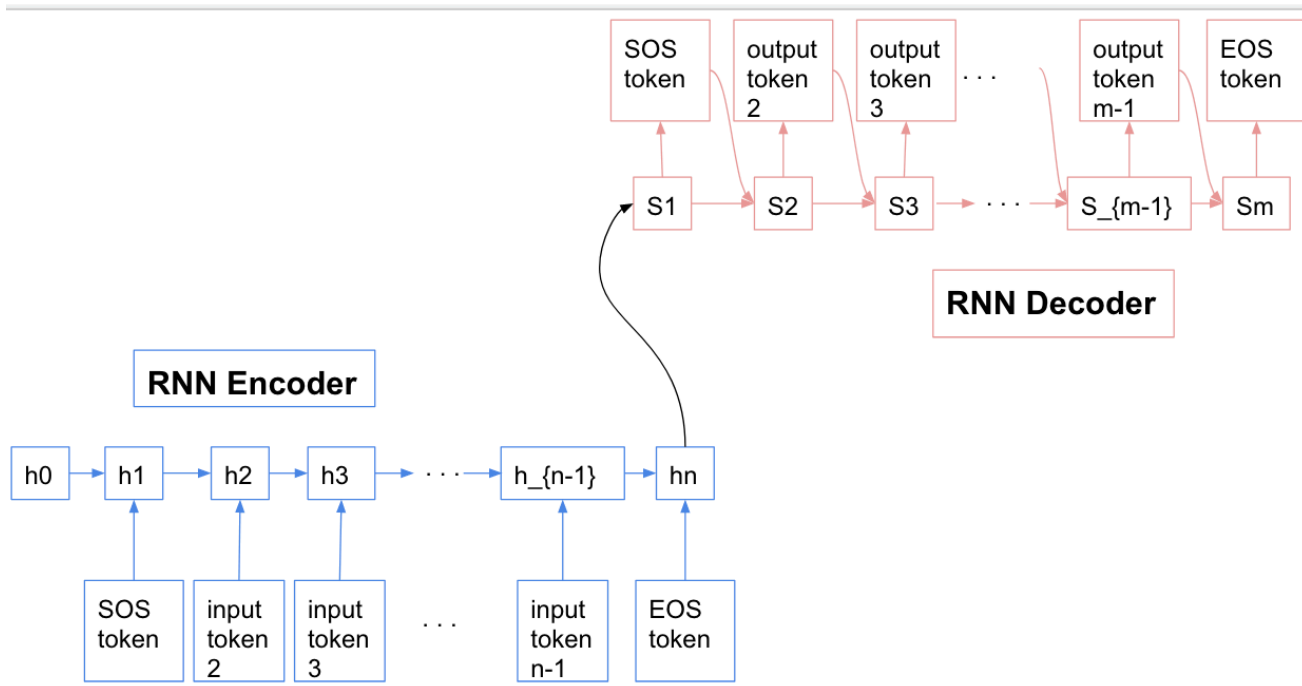 SOS
token
output
token
2
output
token
3
. . .
output
token
m-1
EOS
token
S1
S2
S3
. . .
S_{m-1}
Sm
RNN Decoder
RNN Encoder
h0
h1
h2
h3
. . .
h_{n-1}
hn
SOS
token
input
token
2
input
token
3
. . .
input
token
n-1
EOS
token